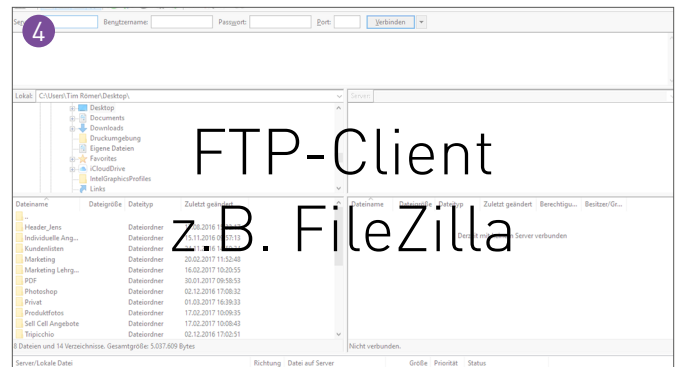 4
Benutzername: Passwort: Port: Verbinden
Lokal: C:\Users\Tim Römer\Desktop\ Server:
Desktop
Documents
Downloads
Druckumgebung
Eigene Dateien
Favorites
iCloudDrive
IntelGraphicsProfiles
Links
FTP-Client
z.B. FileZilla
Dateiname Dateigröße Dateityp Zuletzt geändert
..
Header_Jens Dateiordner
Individuelle Ang... Dateiordner
Kundenlisten Dateiordner
Marketing Dateiordner 20.02.2017 11:52:48
Marketing Lehrg... Dateiordner 16.02.2017 10:20:55
PDF Dateiordner 30.01.2017 09:58:53
Photoshop Dateiordner 02.12.2016 17:08:32
Privat Dateiordner 01.03.2017 16:39:33
Produktfotos Dateiordner 17.02.2017 10:09:35
Sell Cell Angebote Dateiordner 17.02.2017 10:08:43
Tripicchio Dateiordner 02.12.2016 17:02:51
8 Dateien und 14 Verzeichnisse. Gesamtgröße: 5.037.609 Bytes
Dateiname Dateigröße Dateityp Zuletzt geändert Berechtigu... Besitzer/Gr...
Derzeit mit keinem Server verbunden
Nicht verbunden.
Server/Lokale Datei Richtung Datei auf Server Größe Priorität Status